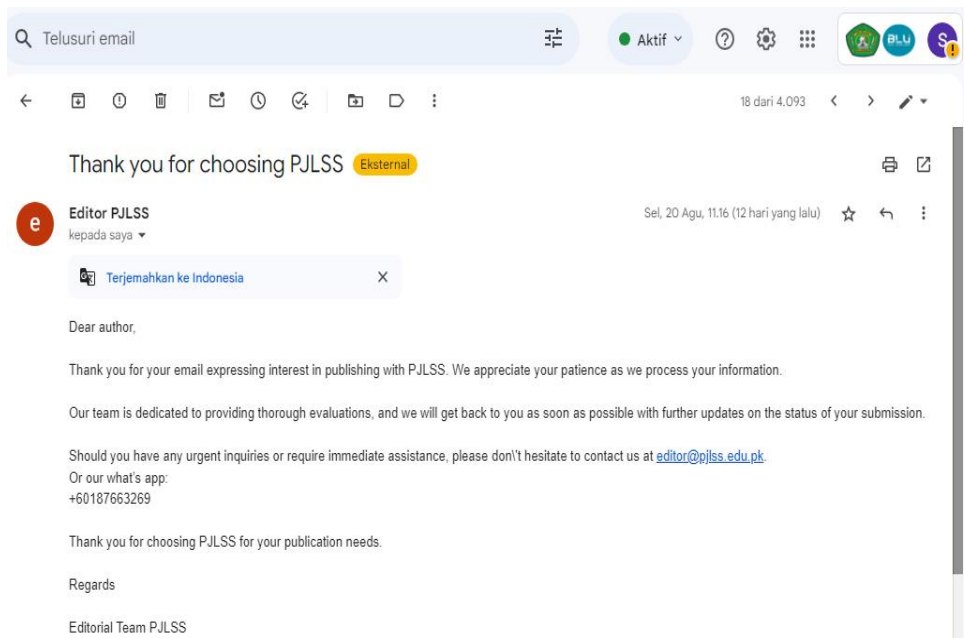 Telusuri email
Aktif
BLU
S
18 dari 4.093
Thank you for choosing PJLSS Eksternal
e
Editor PJLSS
Sel, 20 Agu, 11.16 (12 hari yang lalu)
kepada saya
Terjemahkan ke Indonesia
Dear author,
Thank you for your email expressing interest in publishing with PJLSS. We appreciate your patience as we process your information.
Our team is dedicated to providing thorough evaluations, and we will get back to you as soon as possible with further updates on the status of your submission.
Should you have any urgent inquiries or require immediate assistance, please don\'t hesitate to contact us at editor@pjlss.edu.pk.
Or our what's app:
+60187663269
Thank you for choosing PJLSS for your publication needs.
Regards
Editorial Team PJLSS